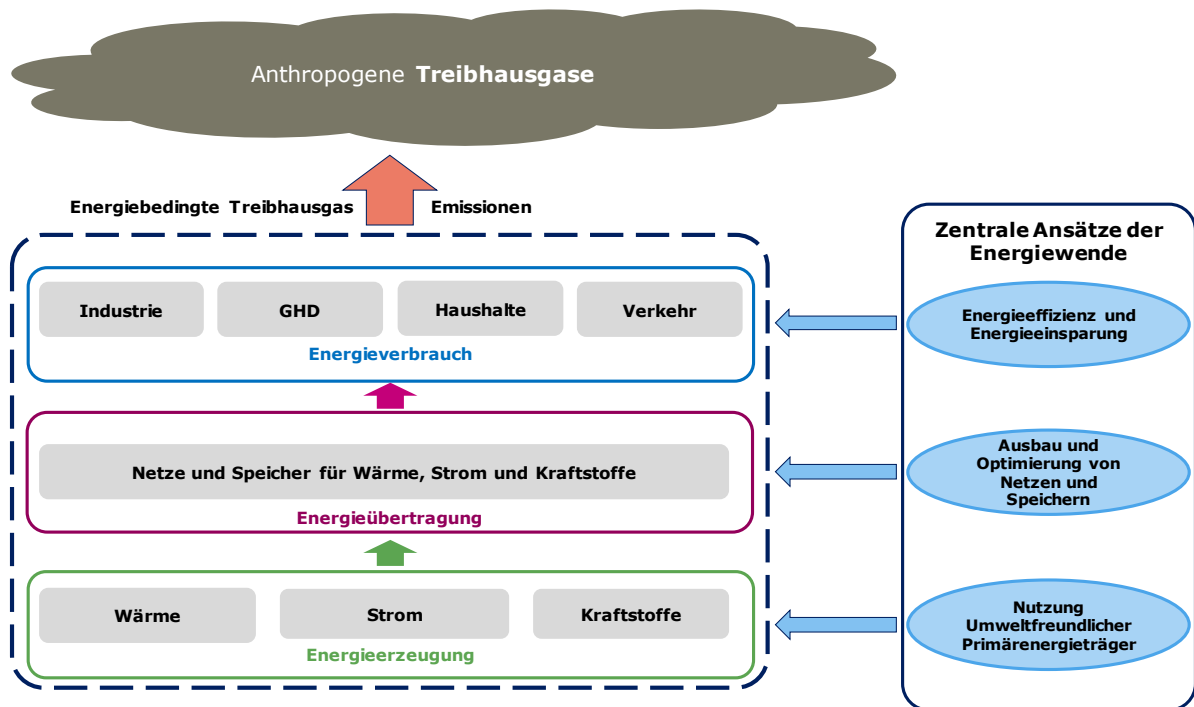 Anthropogene Treibhausgase
Energiebedingte Treibhausgas Emissionen
Industrie
GHD
Haushalte
Verkehr
Energieverbrauch
Netze und Speicher für Wärme, Strom und Kraftstoffe
Energieübertragung
Wärme
Strom
Kraftstoffe
Energieerzeugung
Zentrale Ansätze der
Energiewende
Energieeffizienz und
Energieeinsparung
Ausbau und
Optimierung von
Netzen und
Speichern
Nutzung
Umweltfreundlicher
Primärenergieträger